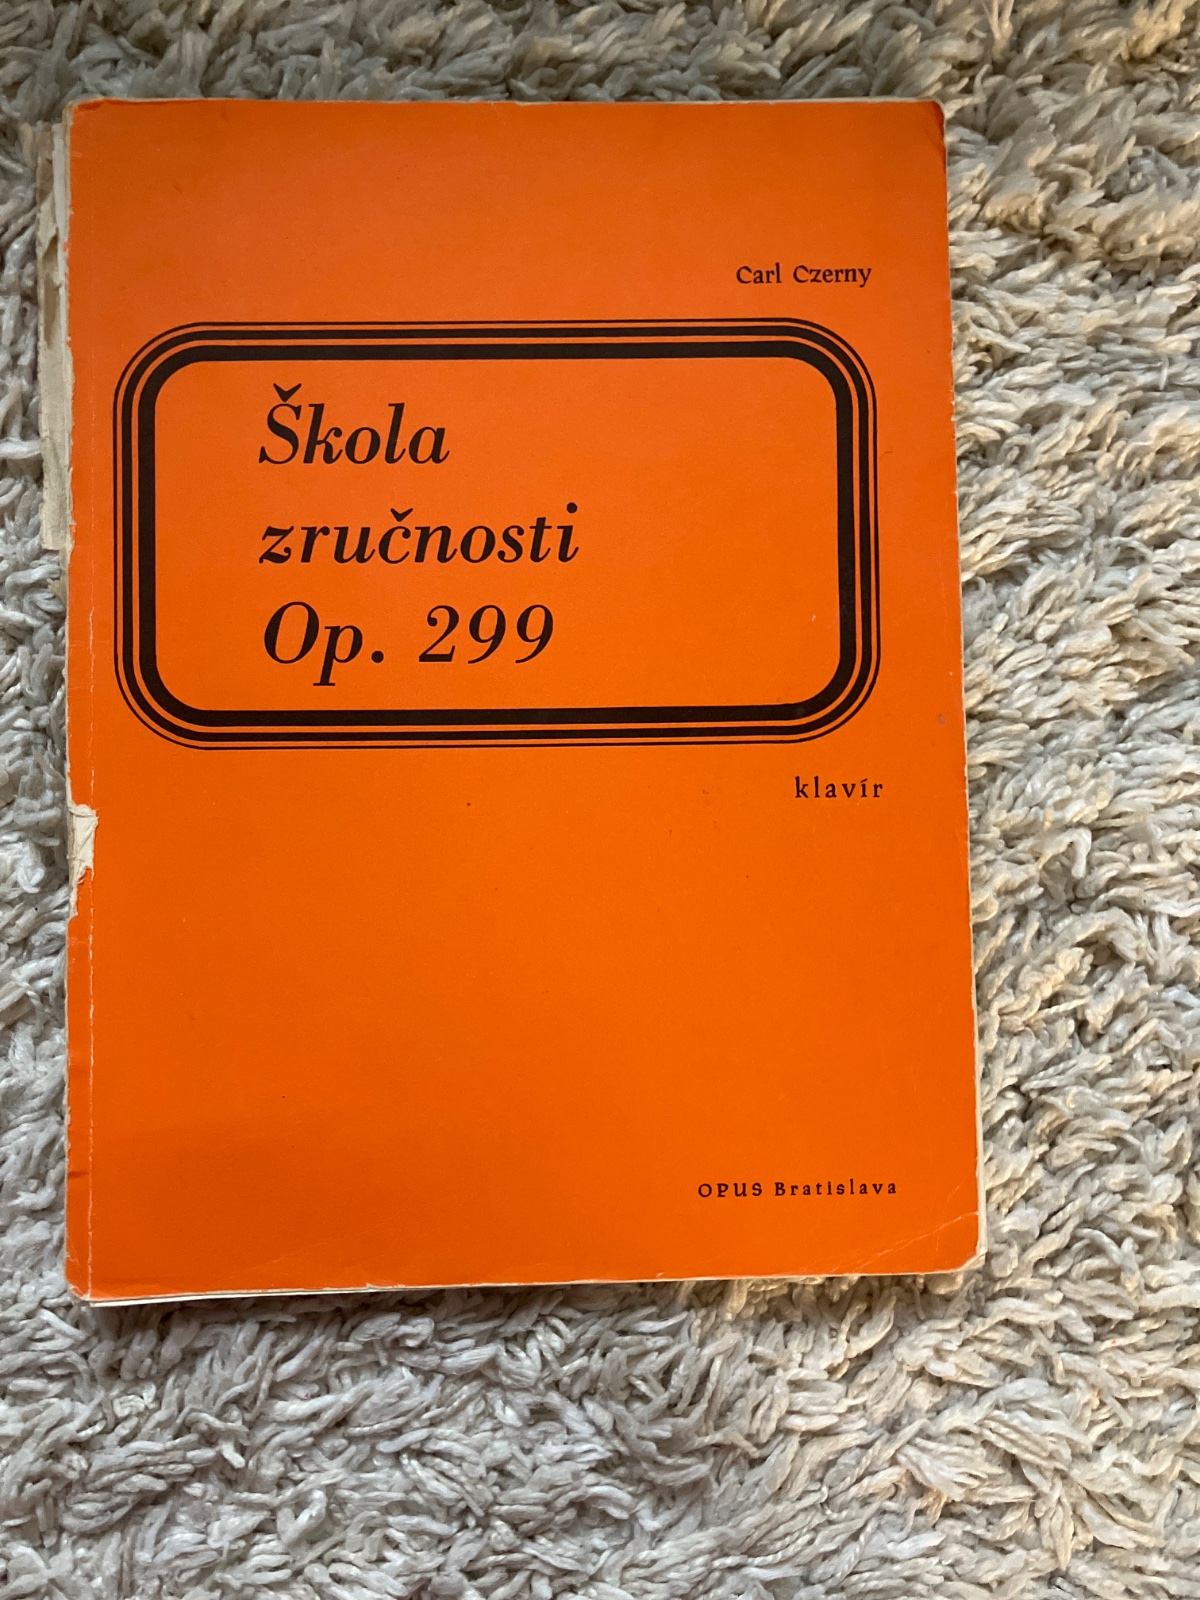 Carl Czerny
Škola
zručnosti
Op. 299
klavír
OPUS Bratislava